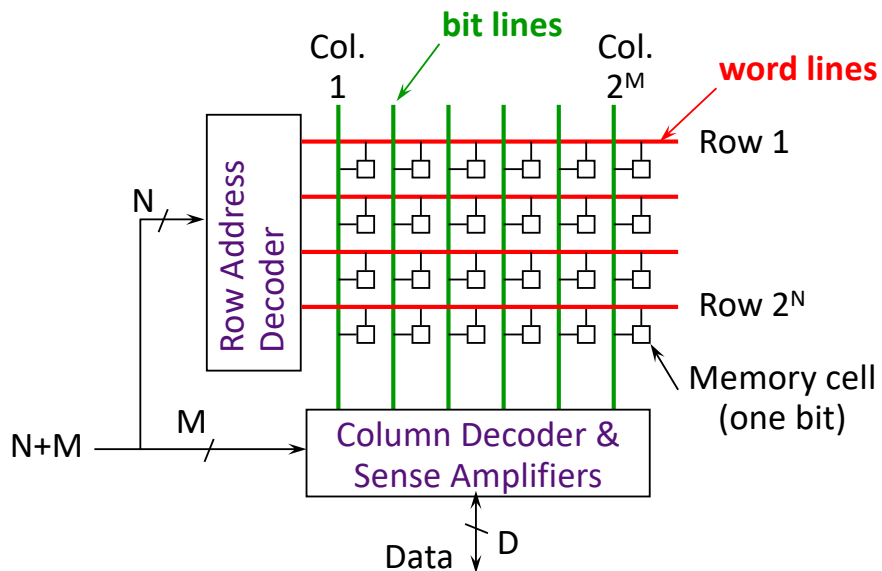 bit lines
Col.
1
Col.
2ᴹ
word lines
Row 1
N
Row Address
Decoder
Row 2ᴺ
Memory cell
(one bit)
M
N+M
Column Decoder &
Sense Amplifiers
D
Data